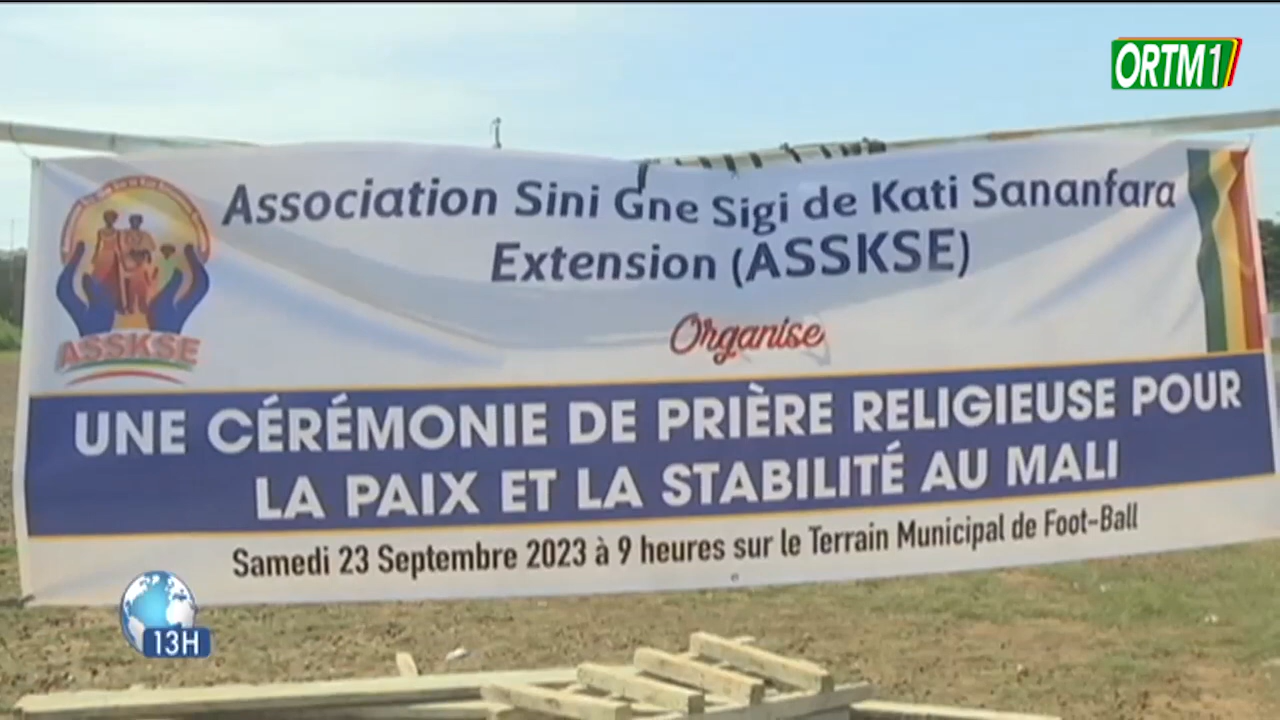 ORTM1
Association Sini Gne Sigi de Kati Sananfara
Extension (ASSKSE)
Organise
ASSKSE
UNE CÉRÉMONIE DE PRIÈRE RELIGIEUSE POUR
LA PAIX ET LA STABILITÉ AU MALI
Samedi 23 Septembre 2023 à 9 heures sur le Terrain Municipal de Foot-Ball
13H